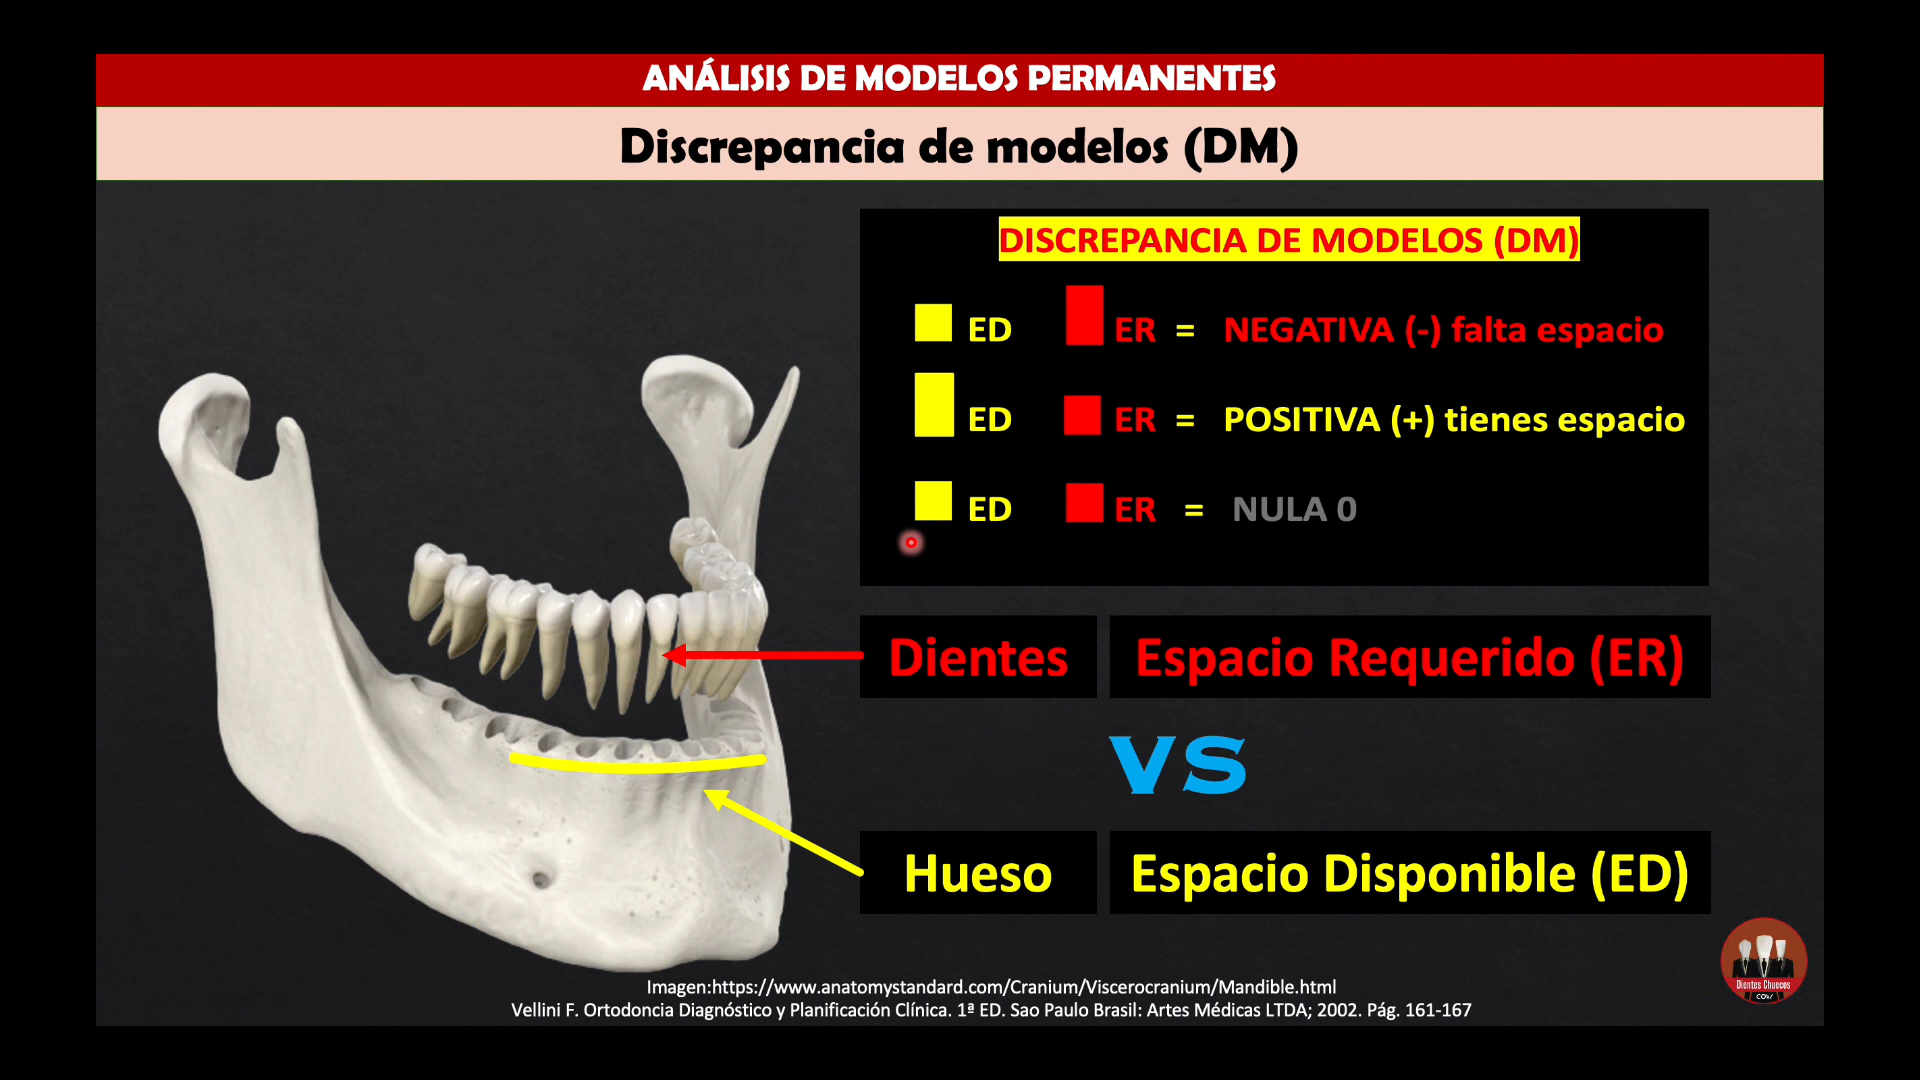 ANÁLISIS DE MODELOS PERMANENTES
Discrepancia de modelos (DM)
DISCREPANCIA DE MODELOS (DM)
ED ER = NEGATIVA (-) falta espacio
ED ER = POSITIVA (+) tienes espacio
ED ER = NULA 0
Dientes Espacio Requerido (ER)
VS
Hueso Espacio Disponible (ED)
Imagen:https://www.anatomystandard.com/Cranium/Viscerocranium/Mandible.html
Vellini F. Ortodoncia Diagnóstico y Planificación Clínica. 1ª ED. Sao Paulo Brasil: Artes Médicas LTDA; 2002. Pág. 161-167
Dientes Chuecos